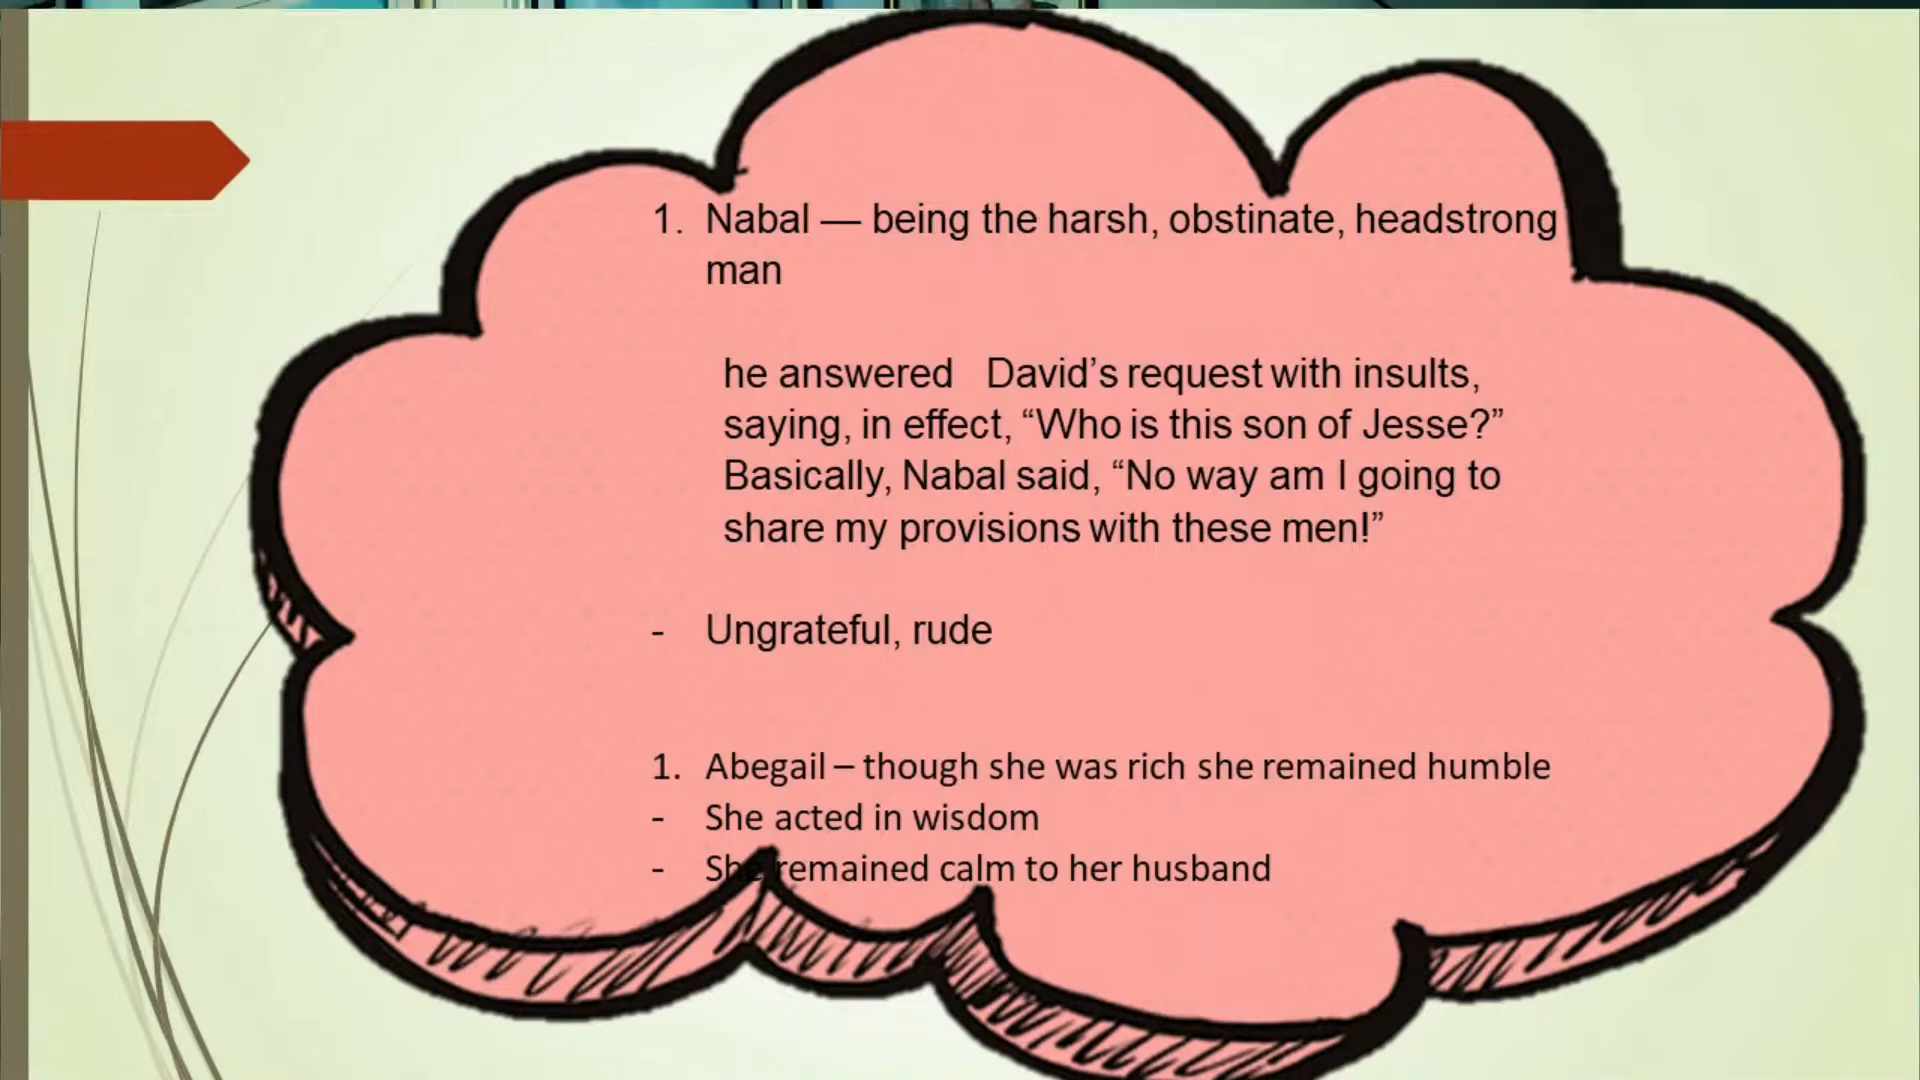 1. Nabal — being the harsh, obstinate, headstrong
man
he answered David’s request with insults,
saying, in effect, “Who is this son of Jesse?”
Basically, Nabal said, “No way am I going to
share my provisions with these men!”
- Ungrateful, rude
1. Abegail – though she was rich she remained humble
- She acted in wisdom
- She remained calm to her husband